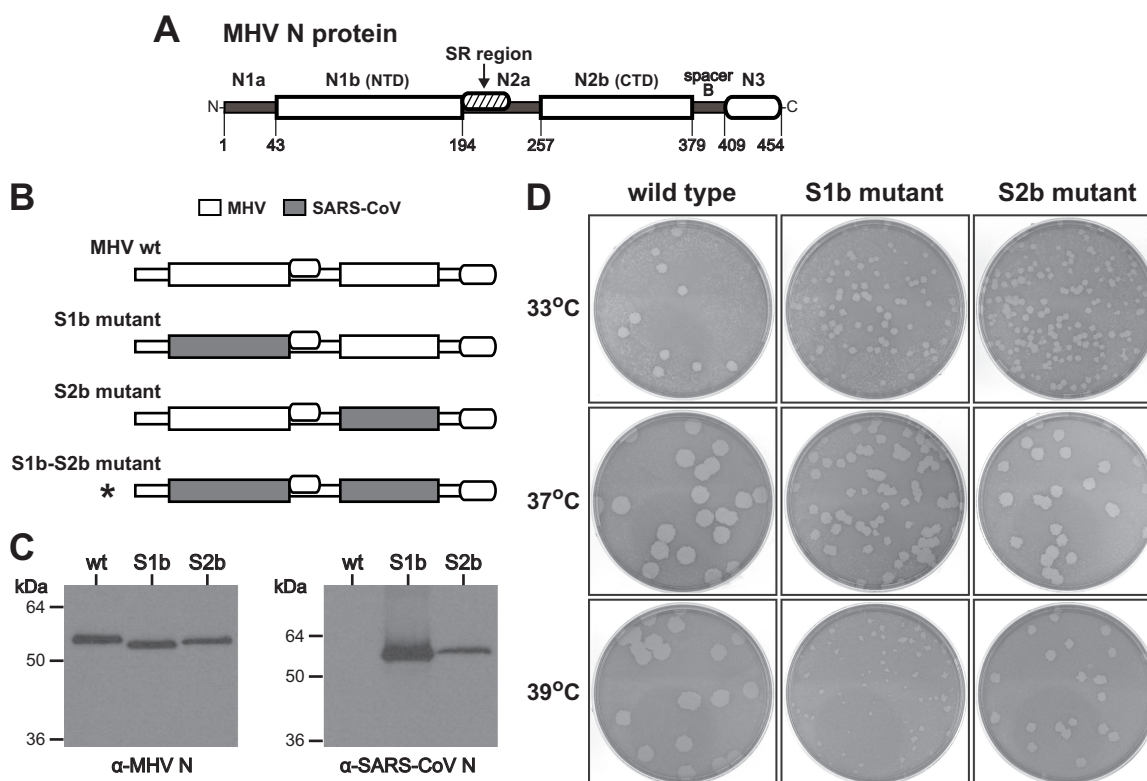 A
MHV N protein
SR region
N1a
N1b (NTD)
N2a
N2b (CTD)
spacer
B
N3
N
C
1
43
194
257
379
409
454
B
MHV
SARS-CoV
MHV wt
S1b mutant
S2b mutant
S1b-S2b mutant
*
C
wt
S1b
S2b
kDa
64
50
36
α-MHV N
wt
S1b
S2b
kDa
64
50
36
α-SARS-CoV N
D
wild type
S1b mutant
S2b mutant
33°C
37°C
39°C